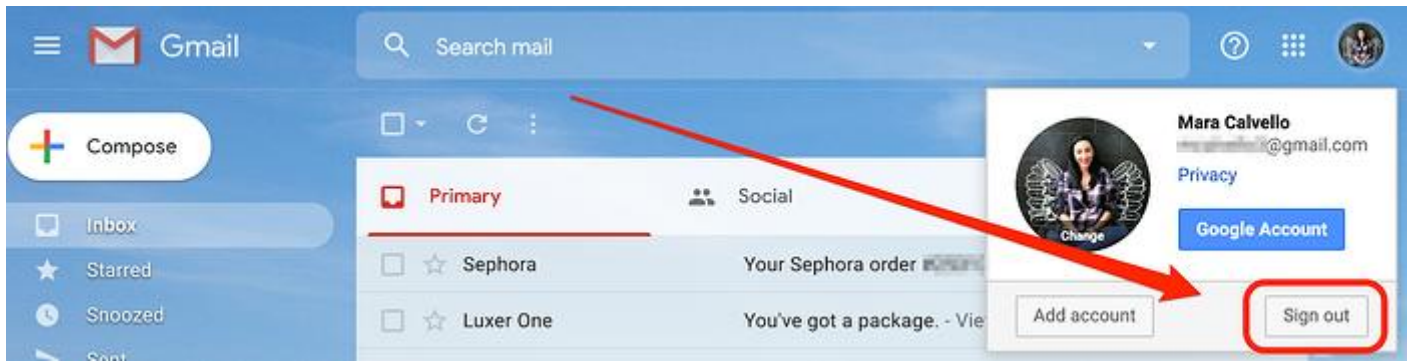 Gmail
Search mail
Compose
Inbox
Starred
Snoozed
Sent
Primary
Social
Sephora
Your Sephora order
Luxer One
You've got a package. - Vie
Mara Calvello
@gmail.com
Privacy
Change
Google Account
Add account
Sign out